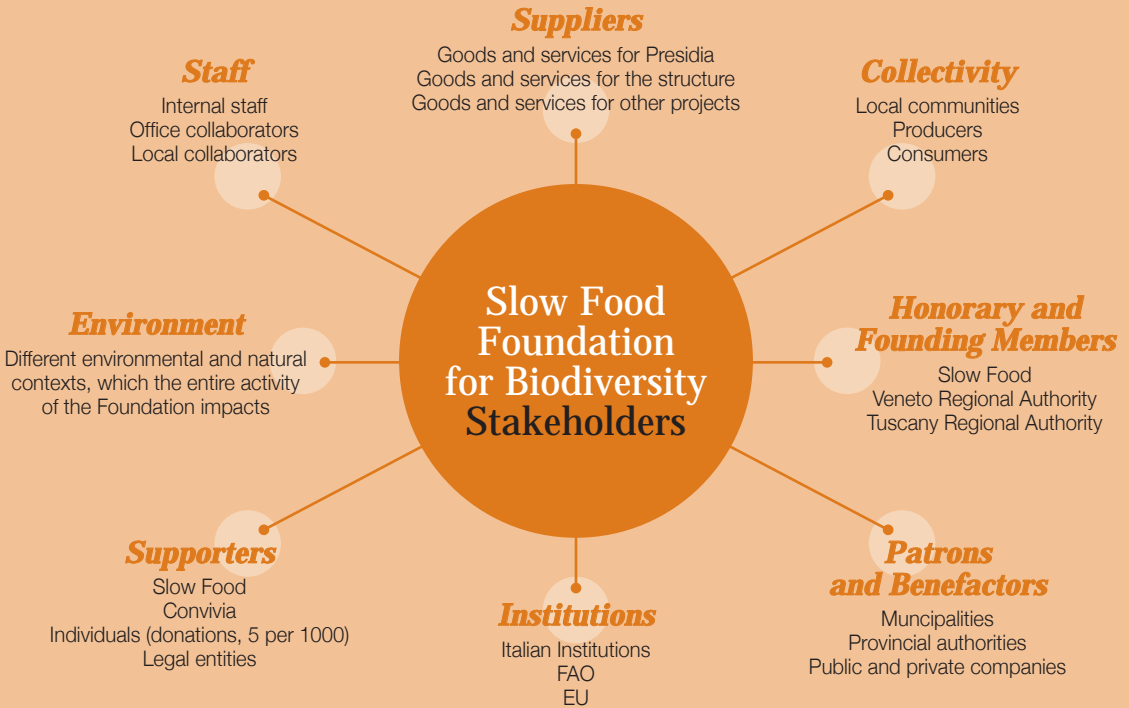 Suppliers
Goods and services for Presidia
Goods and services for the structure
Goods and services for other projects
Staff
Internal staff
Office collaborators
Local collaborators
Collectivity
Local communities
Producers
Consumers
Slow Food
Foundation
for Biodiversity
Stakeholders
Environment
Different environmental and natural
contexts, which the entire activity
of the Foundation impacts
Honorary and
Founding Members
Slow Food
Veneto Regional Authority
Tuscany Regional Authority
Supporters
Slow Food
Convivia
Individuals (donations, 5 per 1000)
Legal entities
Institutions
Italian Institutions
FAO
EU
Patrons
and Benefactors
Muncipalities
Provincial authorities
Public and private companies